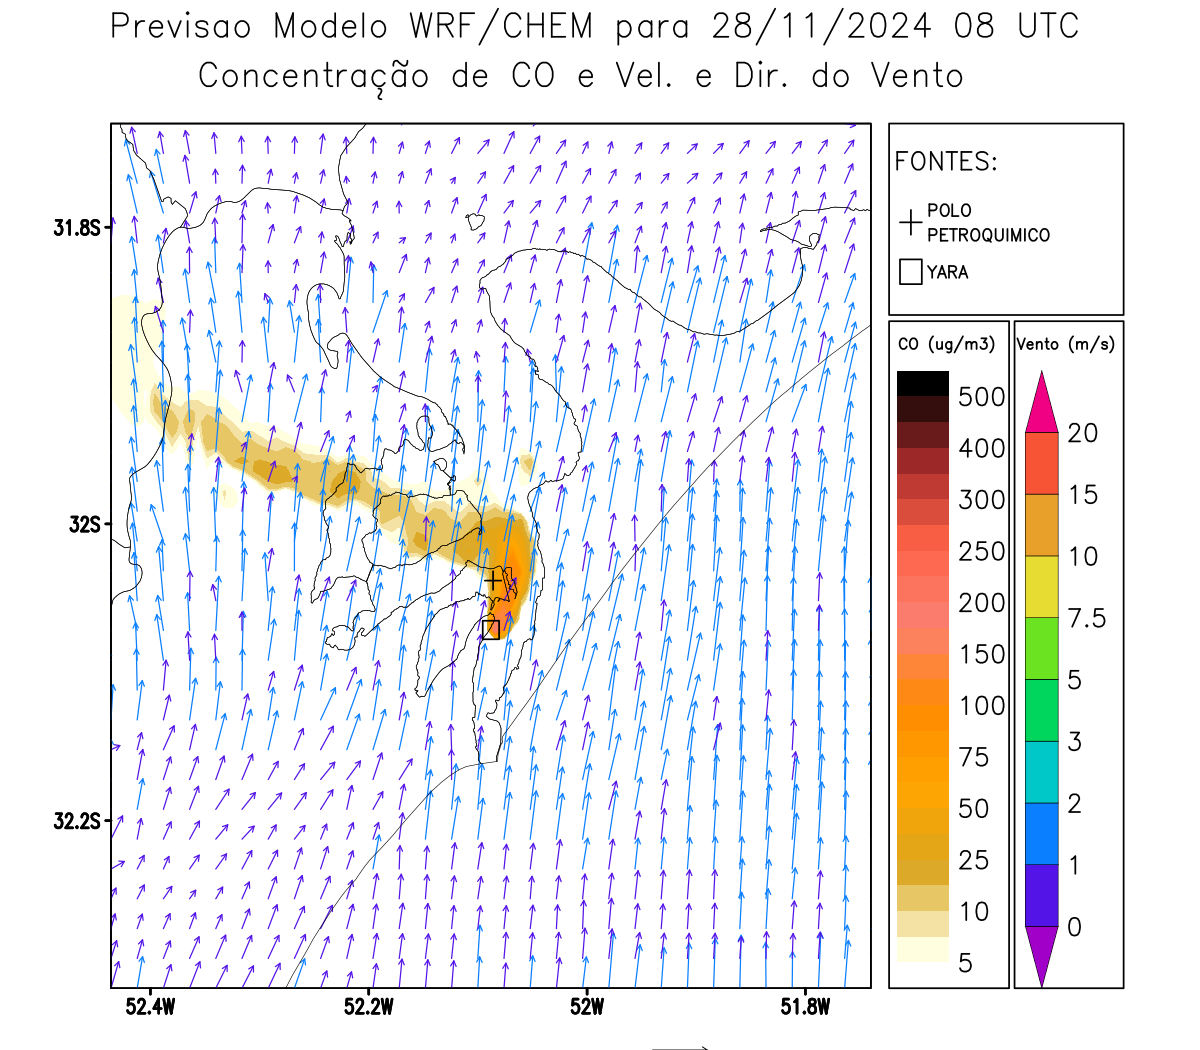 Previsao Modelo WRF/CHEM para 28/11/2024 08 UTC
Concentração de CO e Vel. e Dir. do Vento
FONTES:
POLO
PETROQUIMICO
YARA
CO (ug/m3)
500
400
300
250
200
150
100
75
50
25
10
5
Vento (m/s)
20
15
10
7.5
5
3
2
1
0
31.8S
32S
32.2S
52.4W
52.2W
52W
51.8W